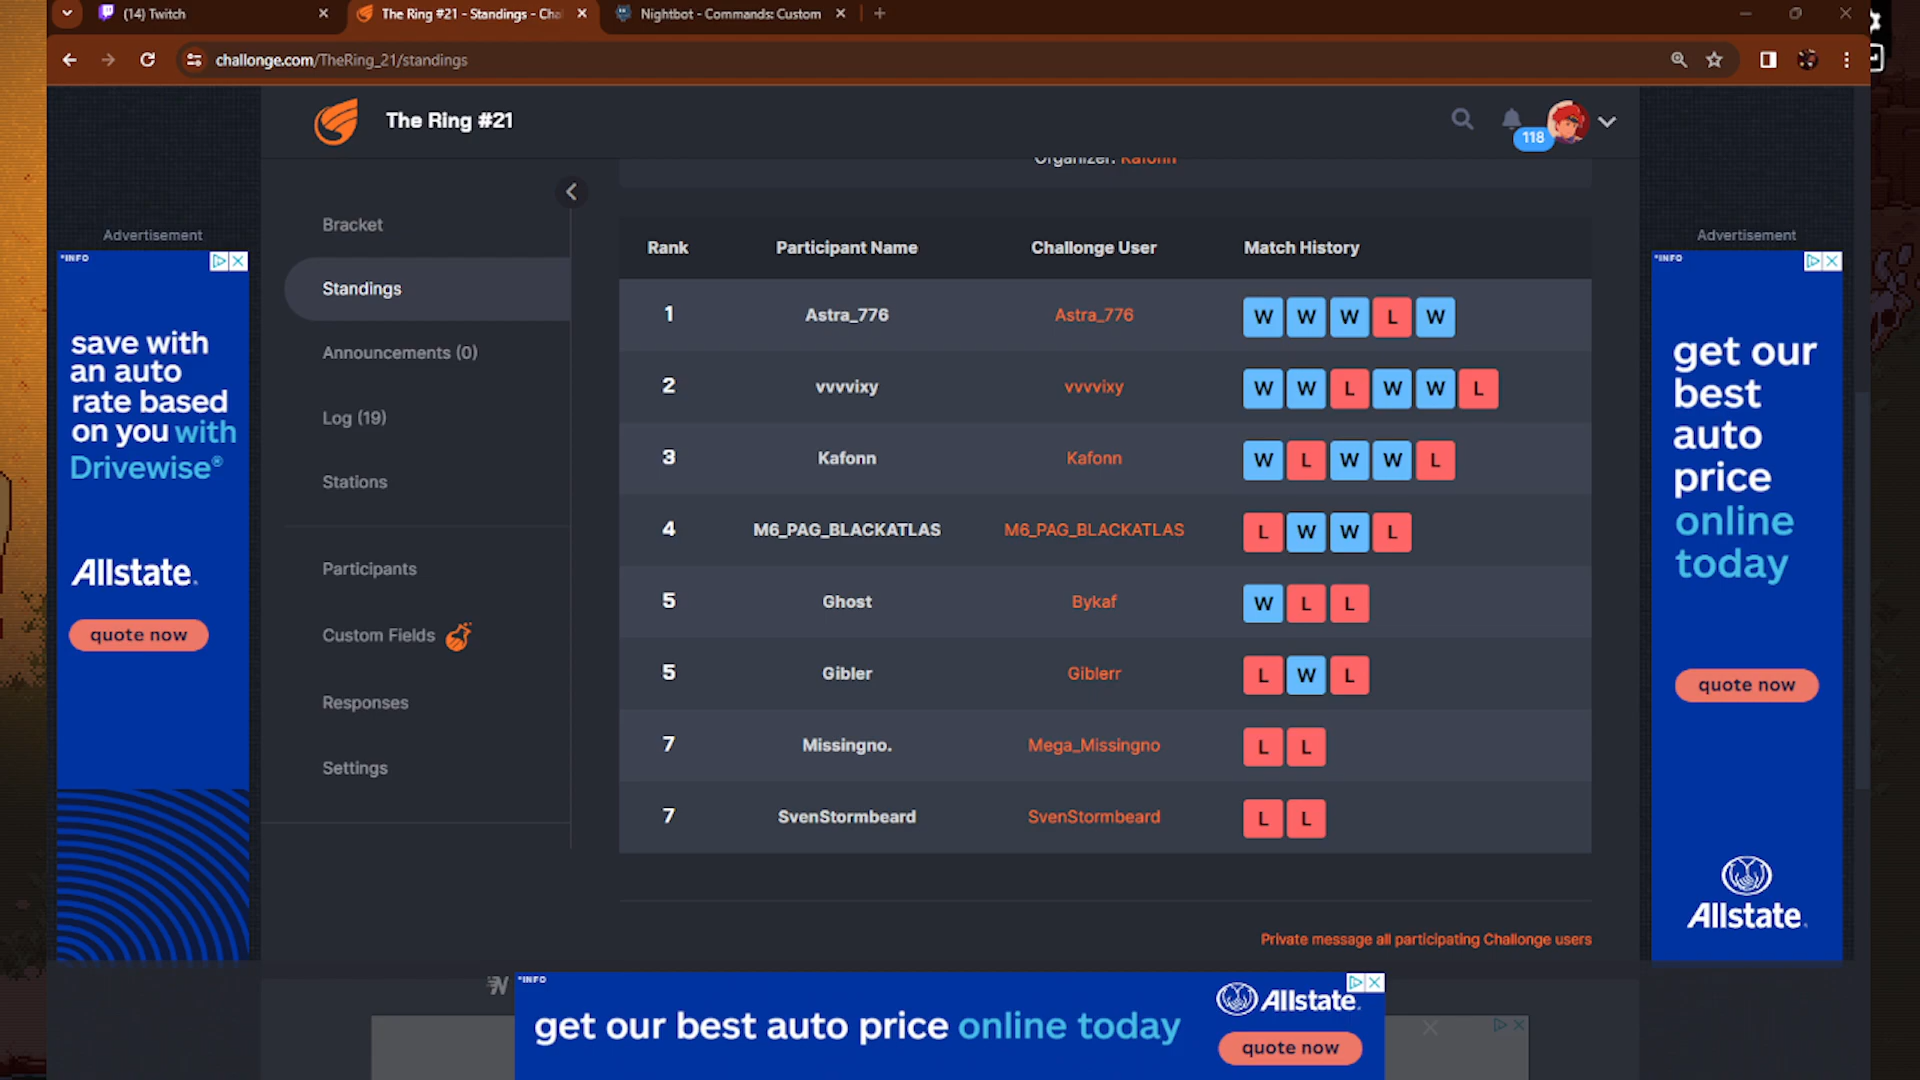 (14) Twitch
The Ring #21 - Standings - Cha
Nightbot - Commands: Custom
challonge.com/TheRing_21/standings
The Ring #21
118
Organizer: Kafonn
Bracket
Standings
Announcements (0)
Log (19)
Stations
Participants
Custom Fields
Responses
Settings
Rank Participant Name Challonge User Match History
1 Astra_776 Astra_776 W W W L W
2 vvvvixy vvvvixy W W L W W L
3 Kafonn Kafonn W L W W L
4 M6_PAG_BLACKATLAS M6_PAG_BLACKATLAS L W W L
5 Ghost Bykaf W L L
5 Gibler Giblerr L W L
7 Missingno. Mega_Missingno L L
7 SvenStormbeard SvenStormbeard L L
Private message all participating Challonge users
Advertisement
*INFO
save with
an auto
rate based
on you with
Drivewise®
Allstate.
quote now
Advertisement
*INFO
get our
best
auto
price
online
today
quote now
Allstate.
*INFO
get our best auto price online today
Allstate.
quote now